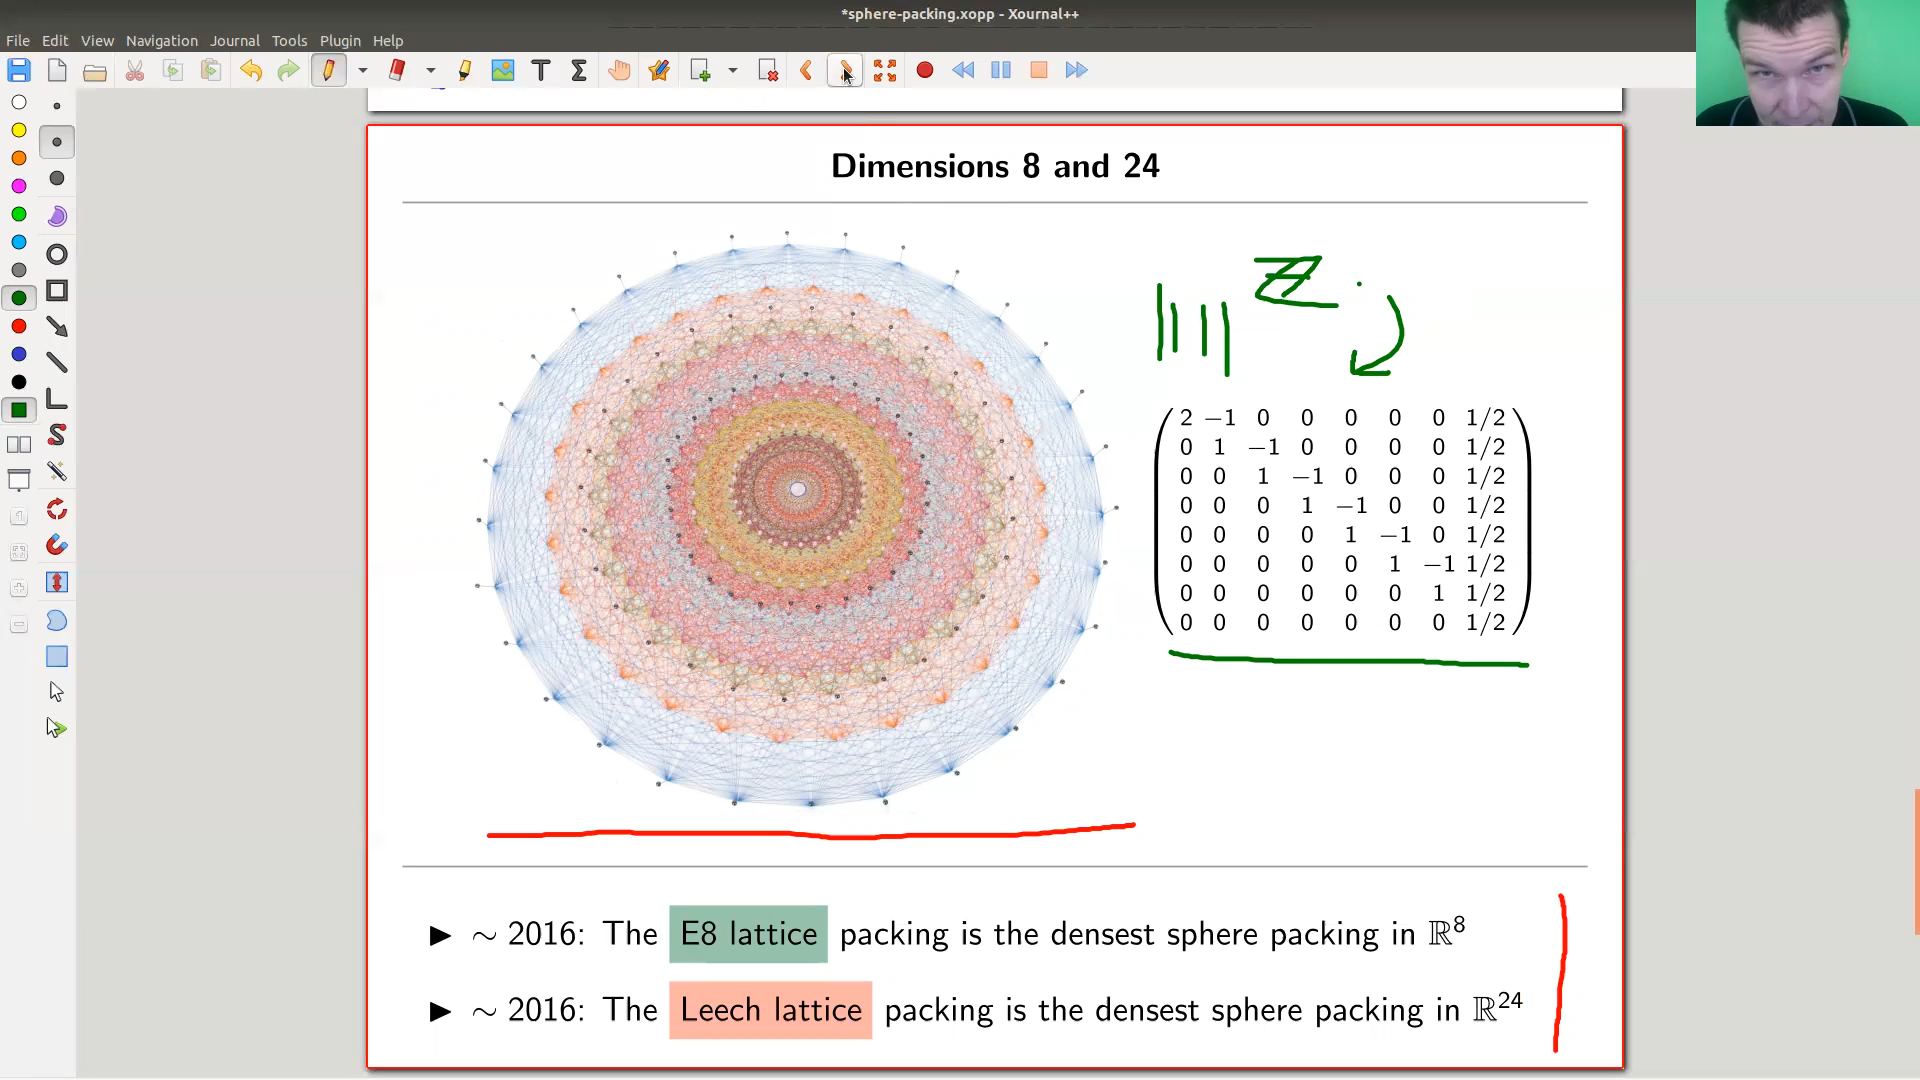 *sphere-packing.xopp - Xournal++
File Edit View Navigation Journal Tools Plugin Help
Dimensions 8 and 24
ℤ
2 −1 0 0 0 0 0 1/2
0 1 −1 0 0 0 0 1/2
0 0 1 −1 0 0 0 1/2
0 0 0 1 −1 0 0 1/2
0 0 0 0 1 −1 0 1/2
0 0 0 0 0 1 −1 1/2
0 0 0 0 0 0 1 1/2
0 0 0 0 0 0 0 1/2
▶ ∼ 2016: The E8 lattice packing is the densest sphere packing in ℝ⁸
▶ ∼ 2016: The Leech lattice packing is the densest sphere packing in ℝ²⁴